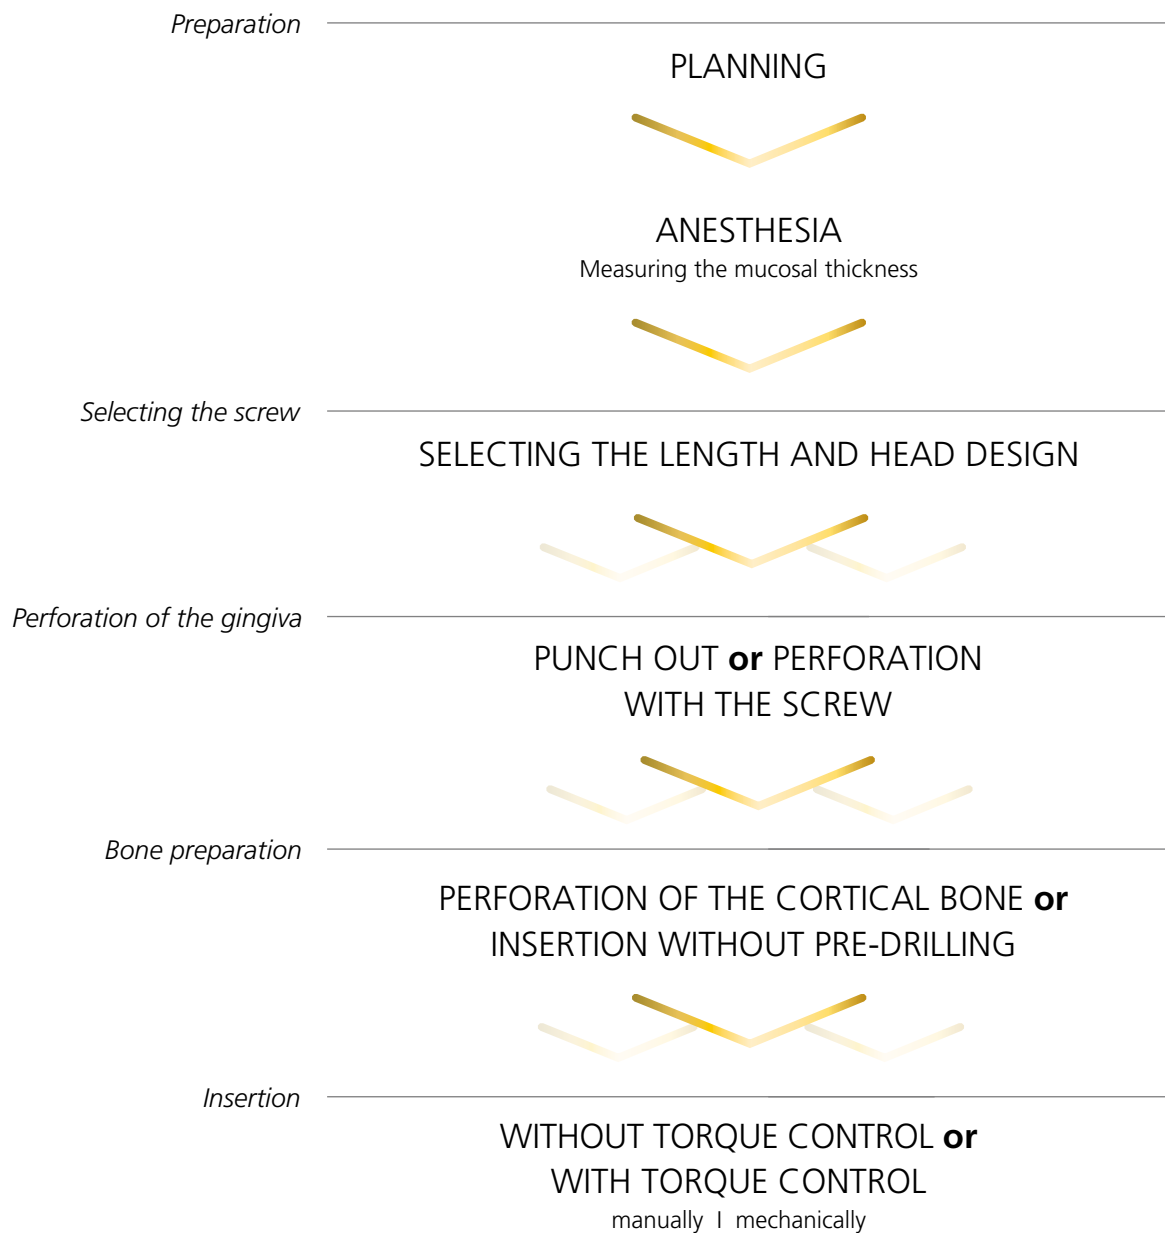 Preparation
PLANNING
ANESTHESIA
Measuring the mucosal thickness
Selecting the screw
SELECTING THE LENGTH AND HEAD DESIGN
Perforation of the gingiva
PUNCH OUT or PERFORATION
WITH THE SCREW
Bone preparation
PERFORATION OF THE CORTICAL BONE or
INSERTION WITHOUT PRE-DRILLING
Insertion
WITHOUT TORQUE CONTROL or
WITH TORQUE CONTROL
manually I mechanically